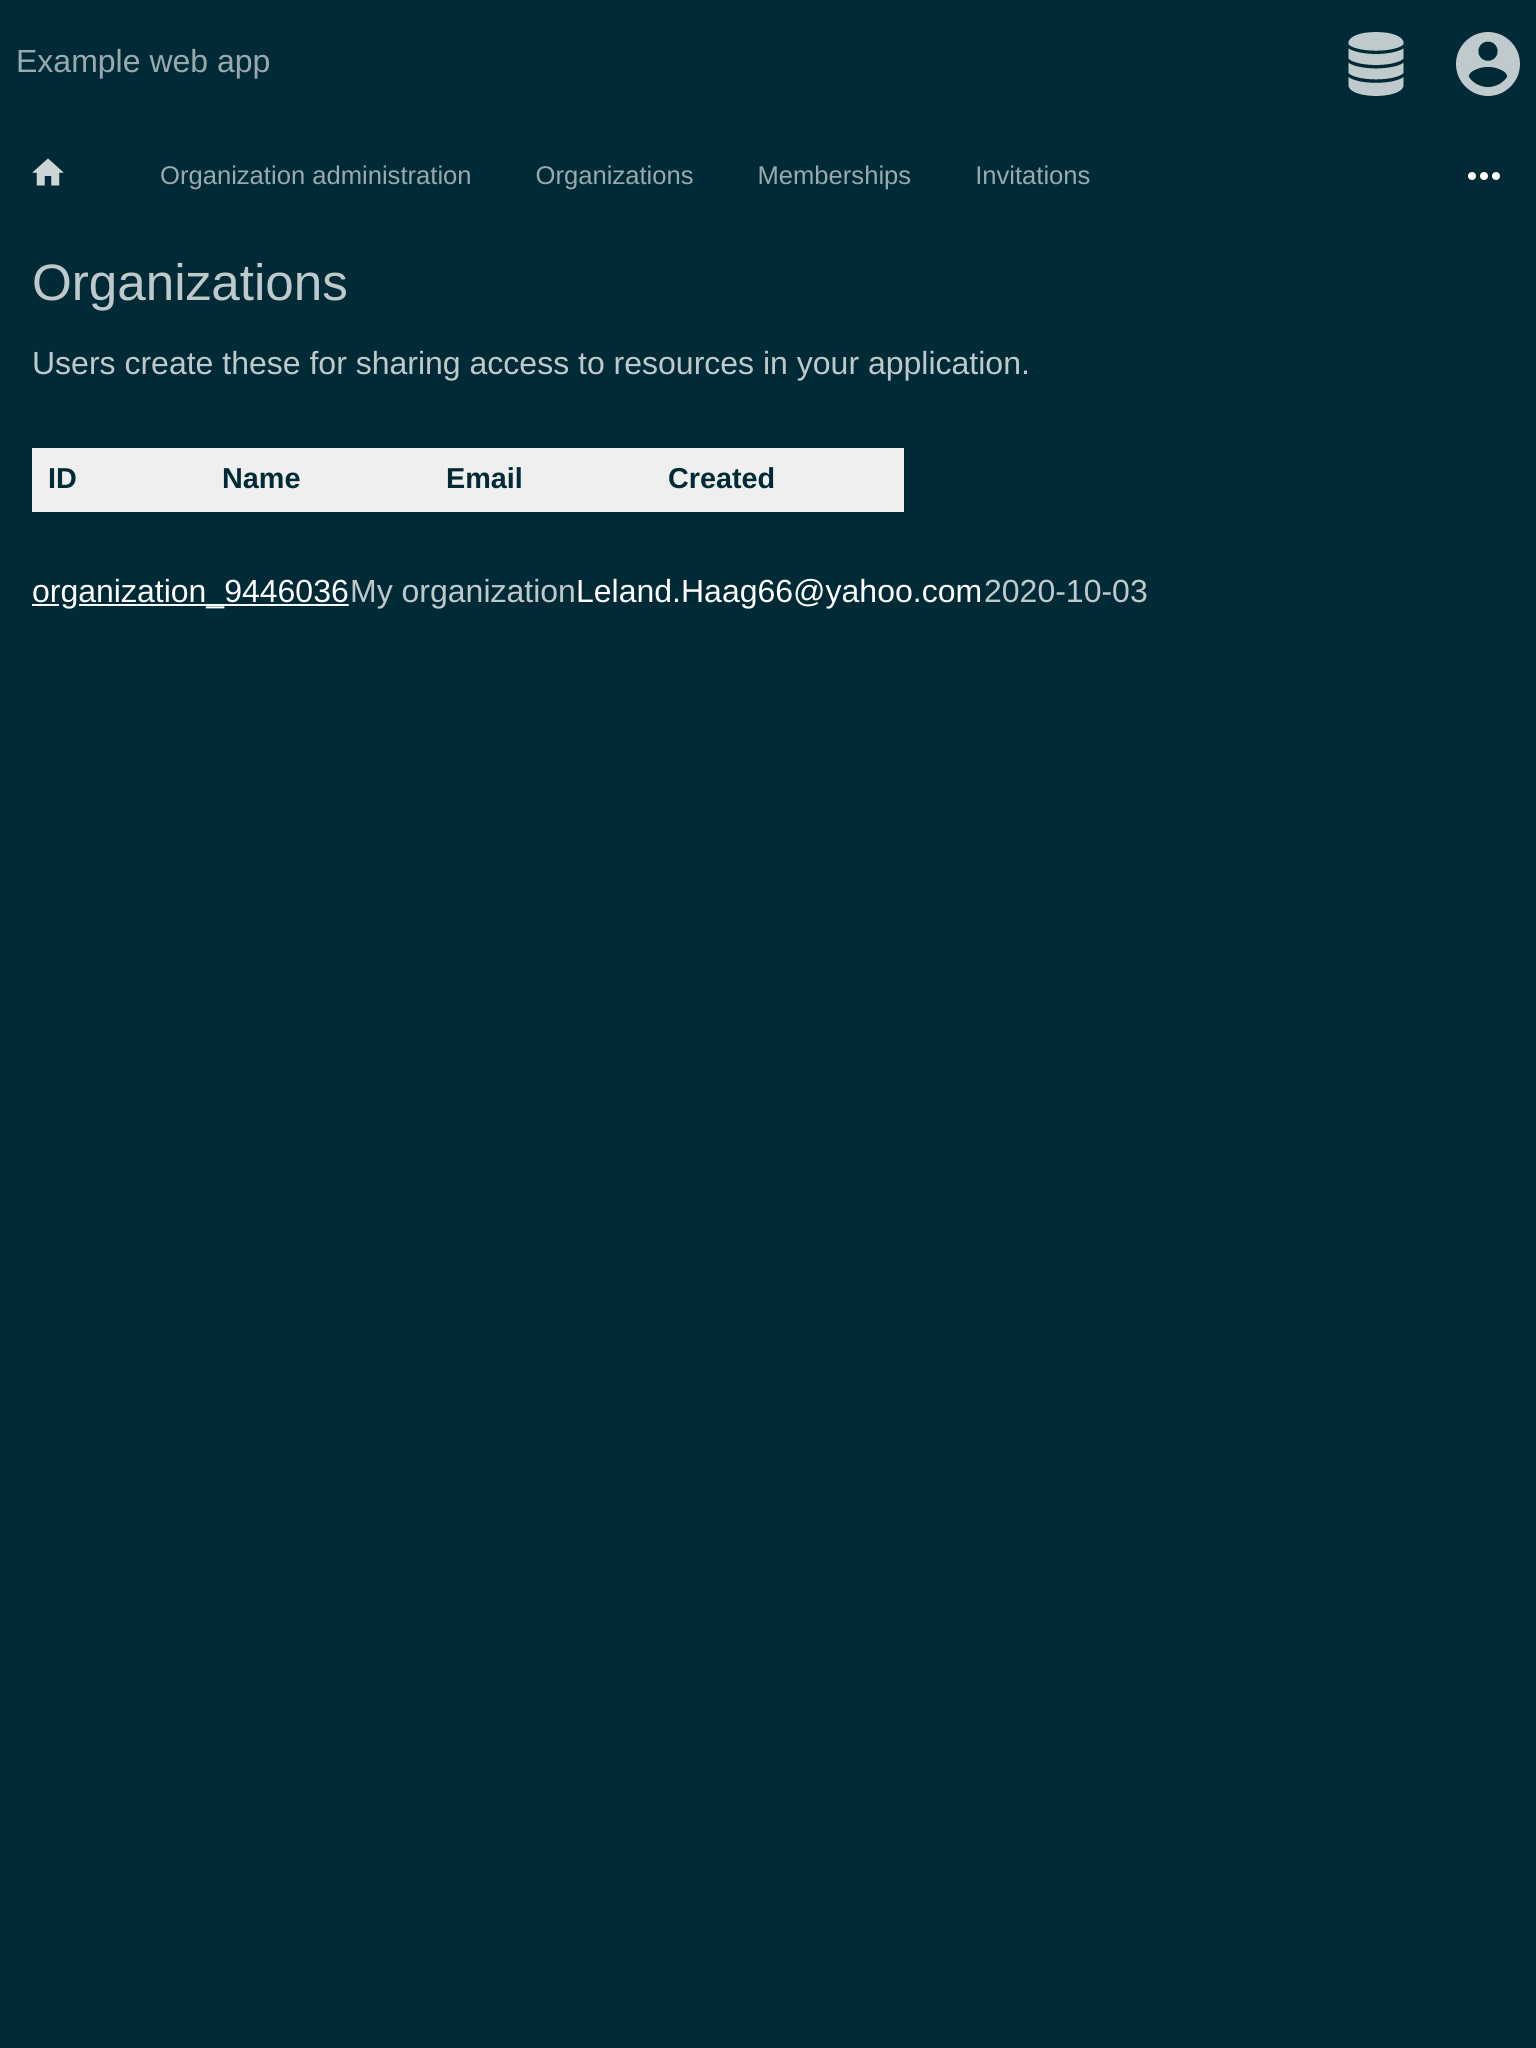 Example web app
Organization administration Organizations Memberships Invitations
Organizations
Users create these for sharing access to resources in your application.
ID Name Email Created
organization_9446036 My organization Leland.Haag66@yahoo.com 2020-10-03